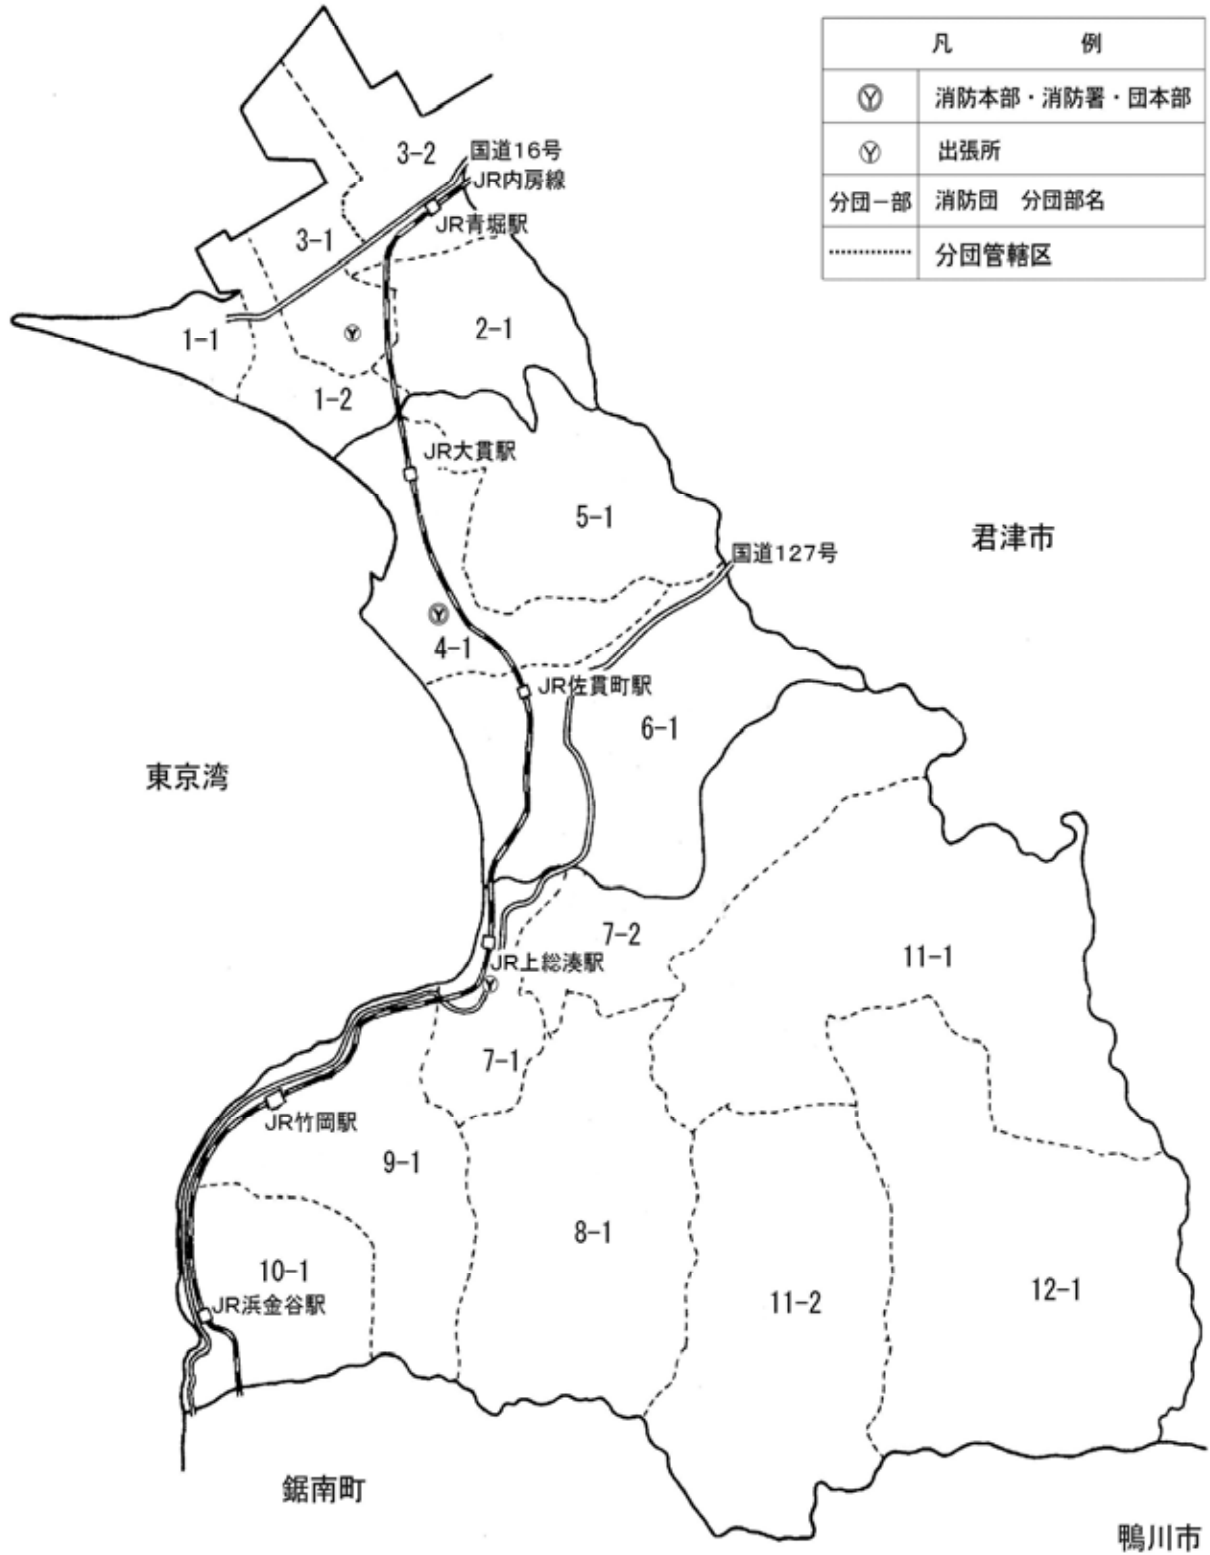 凡 例
消防本部・消防署・団本部
出張所
分団－部 消防団 分団部名
分団管轄区
3-2
国道16号
JR内房線
JR青堀駅
3-1
1-1
2-1
1-2
JR大貫駅
5-1
君津市
国道127号
4-1
JR佐貫町駅
6-1
東京湾
7-2
JR上総湊駅
11-1
7-1
JR竹岡駅
9-1
8-1
10-1
JR浜金谷駅
11-2
12-1
鋸南町
鴨川市